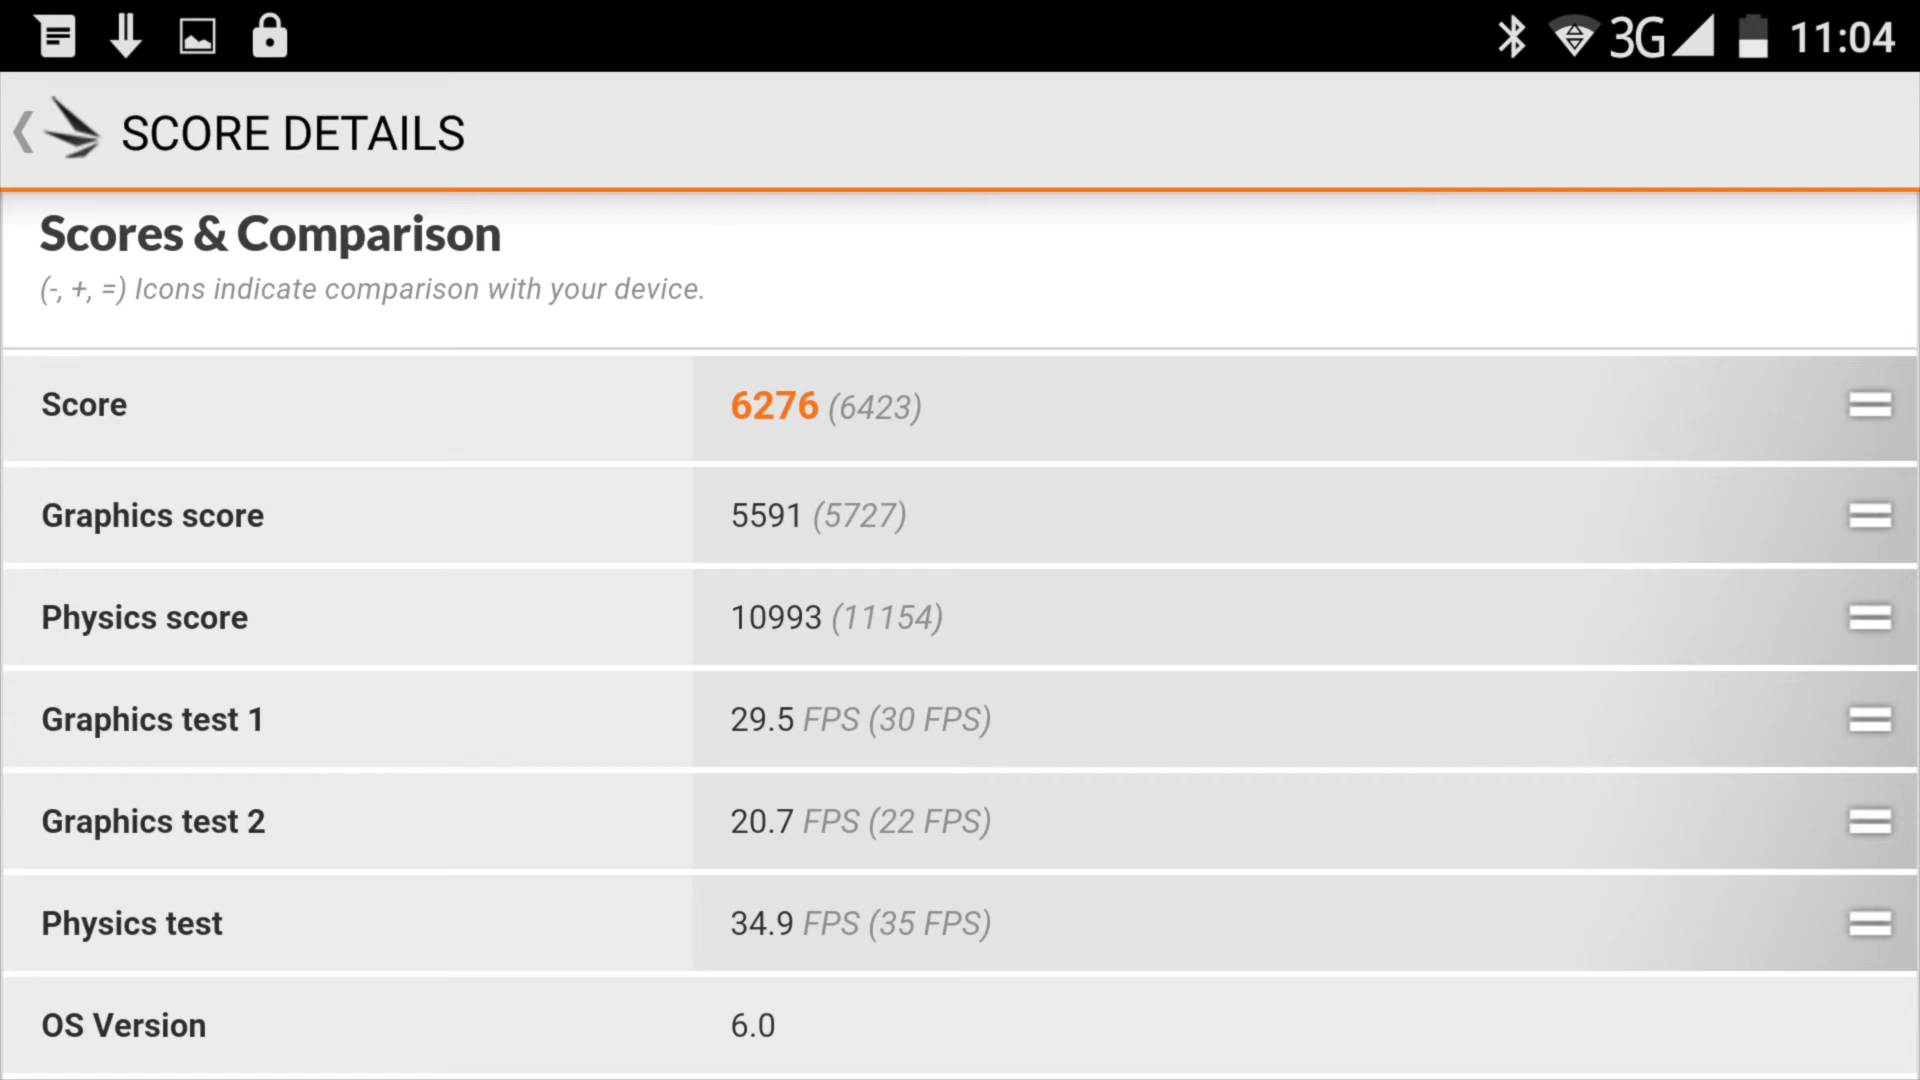 3G 11:04
SCORE DETAILS
Scores & Comparison
(-, +, =) Icons indicate comparison with your device.
Score 6276 (6423)
Graphics score 5591 (5727)
Physics score 10993 (11154)
Graphics test 1 29.5 FPS (30 FPS)
Graphics test 2 20.7 FPS (22 FPS)
Physics test 34.9 FPS (35 FPS)
OS Version 6.0